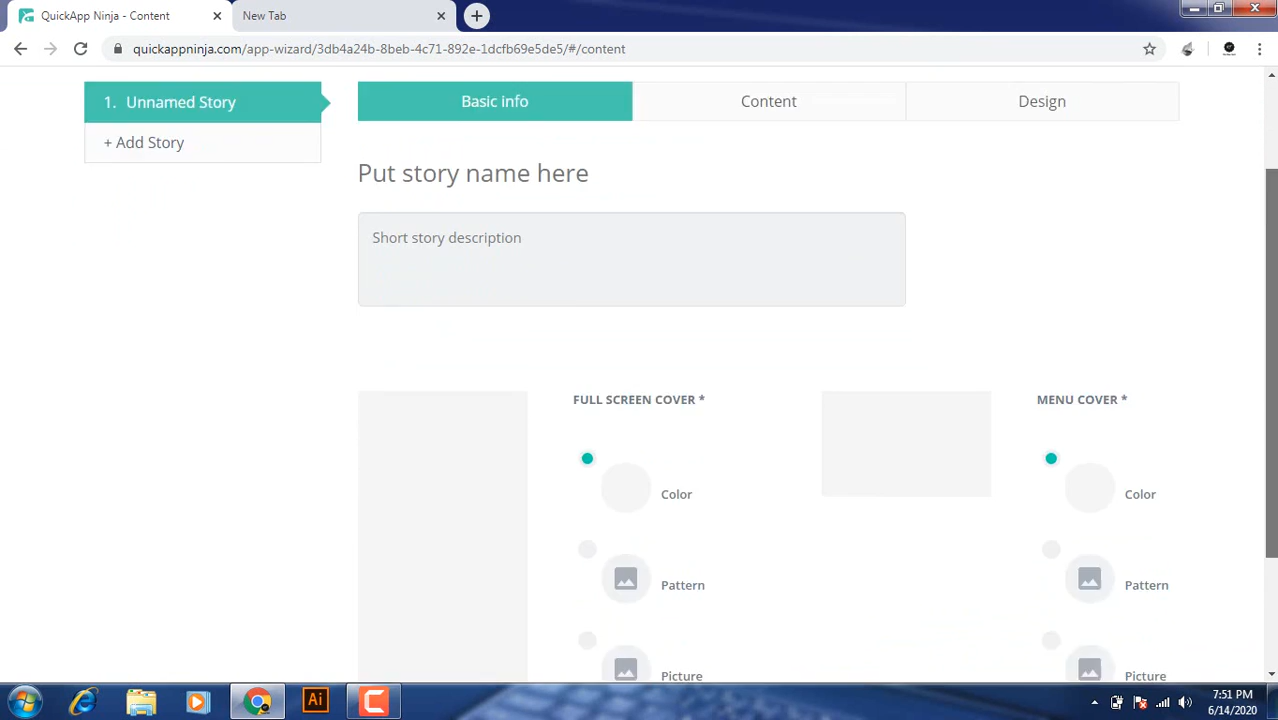 QuickApp Ninja - Content
New Tab
quickappninja.com/app-wizard/3db4a24b-8beb-4c71-892e-1dcfb69e5de5/#/content
1. Unnamed Story
+ Add Story
Basic info
Content
Design
Put story name here
Short story description
FULL SCREEN COVER *
MENU COVER *
Color
Color
Pattern
Pattern
Picture
Picture
Ai
7:51 PM
6/14/2020